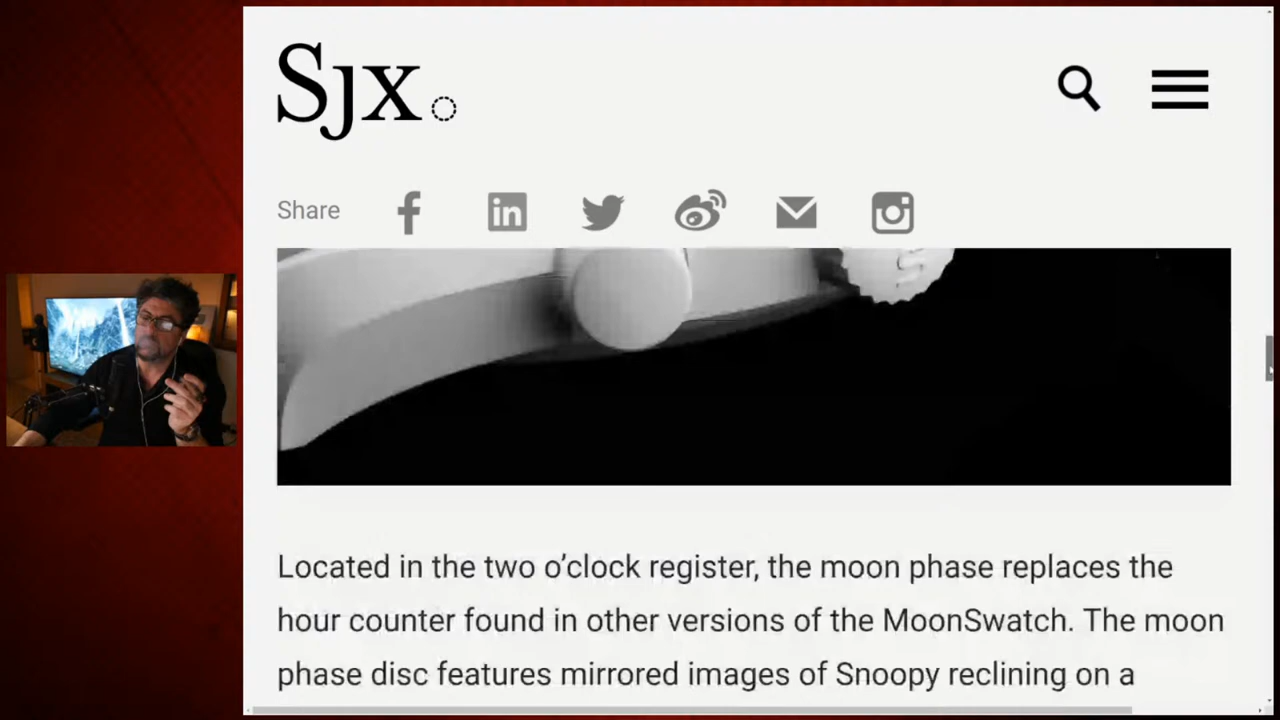 SJX
Share
Located in the two o’clock register, the moon phase replaces the
hour counter found in other versions of the MoonSwatch. The moon
phase disc features mirrored images of Snoopy reclining on a